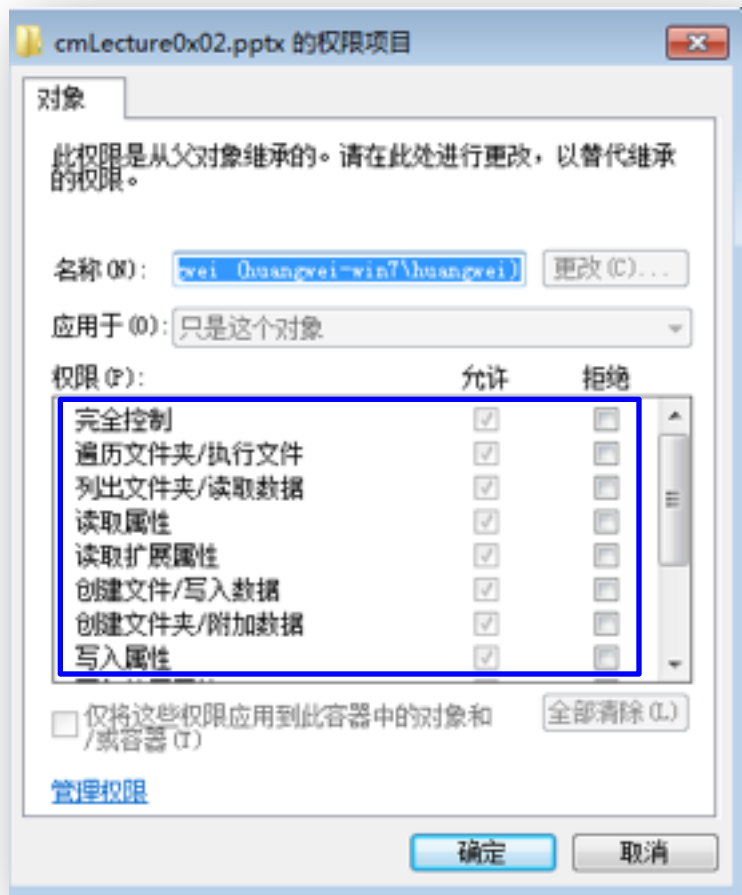 cmLecture0x02.pptx 的权限项目
对象
此权限是从父对象继承的。请在此处进行更改，以替代继承
的权限。
名称(N): gwei (huangwei-win7\huangwei) 更改(C)...
应用于(O): 只是这个对象
权限(P): 允许 拒绝
完全控制
遍历文件夹/执行文件
列出文件夹/读取数据
读取属性
读取扩展属性
创建文件/写入数据
创建文件夹/附加数据
写入属性
仅将这些权限应用到此容器中的对象和
/或容器(T)
全部清除(L)
管理权限
确定 取消